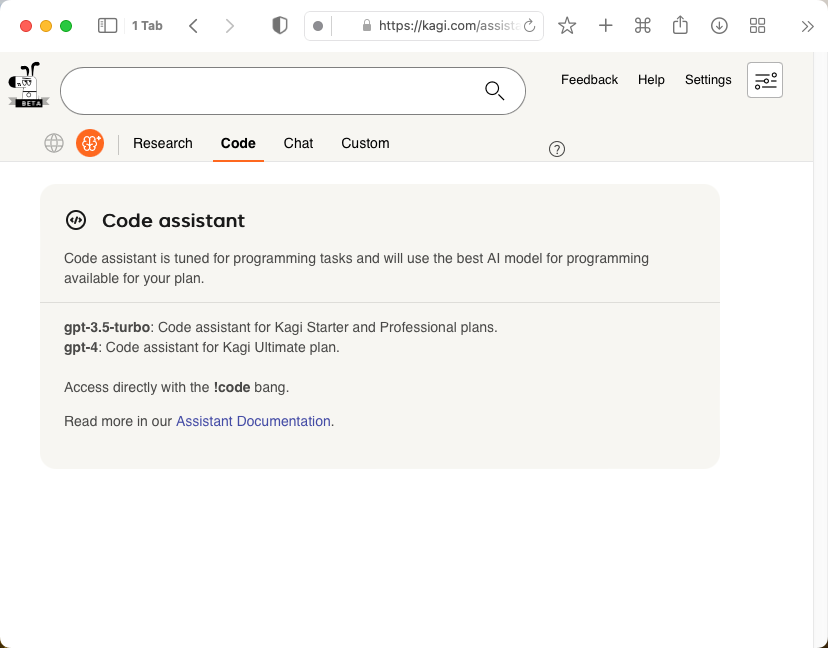 1 Tab
https://kagi.com/assista
BETA
Feedback Help Settings
Research Code Chat Custom
?
Code assistant
Code assistant is tuned for programming tasks and will use the best AI model for programming
available for your plan.
gpt-3.5-turbo: Code assistant for Kagi Starter and Professional plans.
gpt-4: Code assistant for Kagi Ultimate plan.
Access directly with the !code bang.
Read more in our Assistant Documentation.